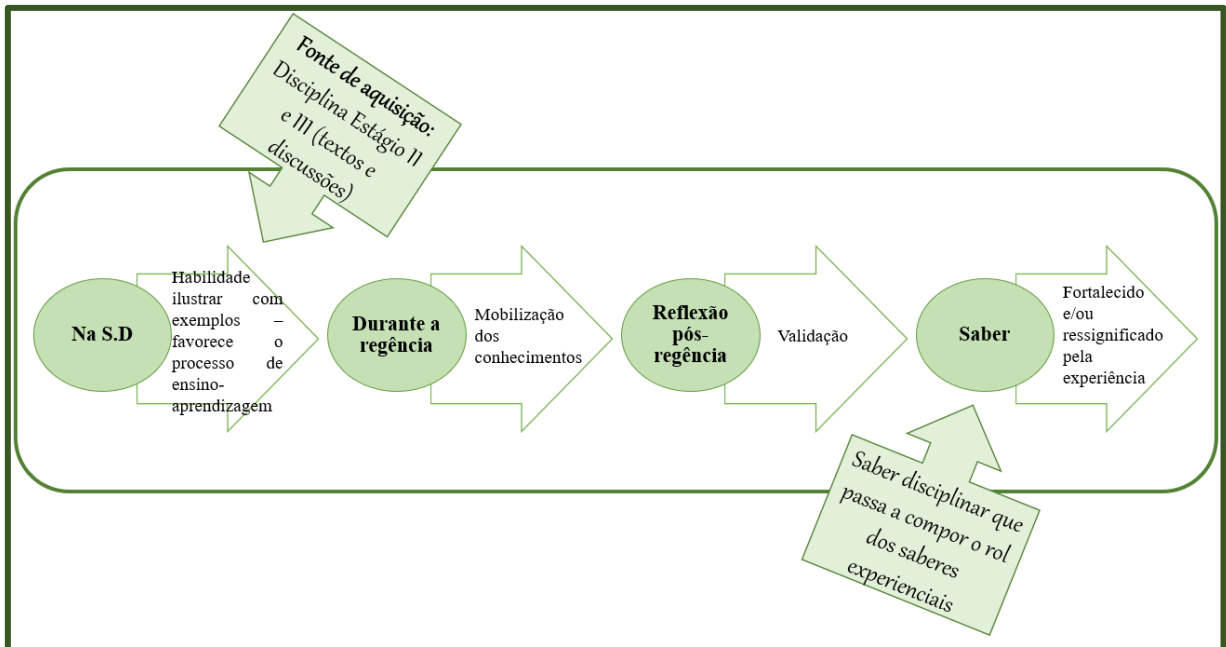 Fonte de aquisição:
Disciplina Estágio II
e III (textos e
discussões)
Na S.D
Habilidade
ilustrar com
exemplos –
favorece o
processo de
ensino-
aprendizagem
Durante a
regência
Mobilização
dos
conhecimentos
Reflexão
pós-
regência
Validação
Saber
Fortalecido
e/ou
ressignificado
pela
experiência
Saber disciplinar que
passa a compor o rol
dos saberes
experienciais